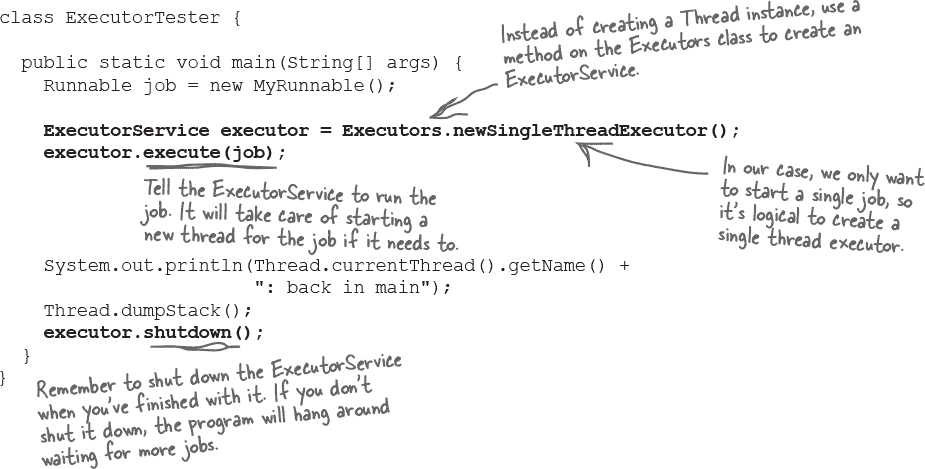 class ExecutorTester {
public static void main(String[] args) {
Runnable job = new MyRunnable();
Instead of creating a Thread instance, use a
method on the Executors class to create an
ExecutorService.
ExecutorService executor = Executors.newSingleThreadExecutor();
executor.execute(job);
Tell the ExecutorService to run the
job. It will take care of starting a
new thread for the job if it needs to.
In our case, we only want
to start a single job, so
it's logical to create a
single thread executor.
System.out.println(Thread.currentThread().getName() +
": back in main");
Thread.dumpStack();
executor.shutdown();
}
}
Remember to shut down the ExecutorService
when you've finished with it. If you don't
shut it down, the program will hang around
waiting for more jobs.